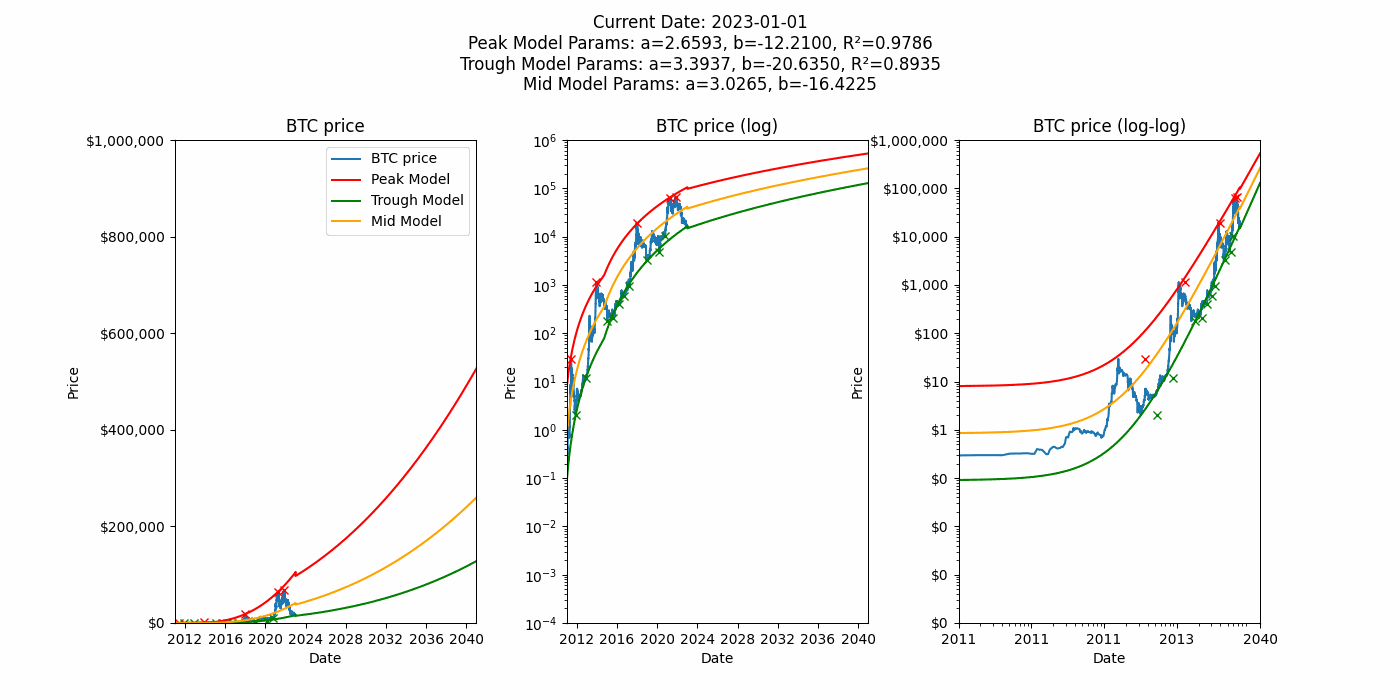 Current Date: 2023-01-01
Peak Model Params: a=2.6593, b=-12.2100, R²=0.9786
Trough Model Params: a=3.3937, b=-20.6350, R²=0.8935
Mid Model Params: a=3.0265, b=-16.4225
BTC price
$1,000,000
$800,000
$600,000
$400,000
$200,000
$0
Price
BTC price
Peak Model
Trough Model
Mid Model
2012 2016 2020 2024 2028 2032 2036 2040
Date
BTC price (log)
10⁶
10⁵
10⁴
10³
10²
10¹
10⁰
10⁻¹
10⁻²
10⁻³
10⁻⁴
Price
2012 2016 2020 2024 2028 2032 2036 2040
Date
BTC price (log-log)
$1,000,000
$100,000
$10,000
$1,000
$100
$10
$1
$0
$0
$0
$0
Price
2011 2011 2011 2013 2040
Date